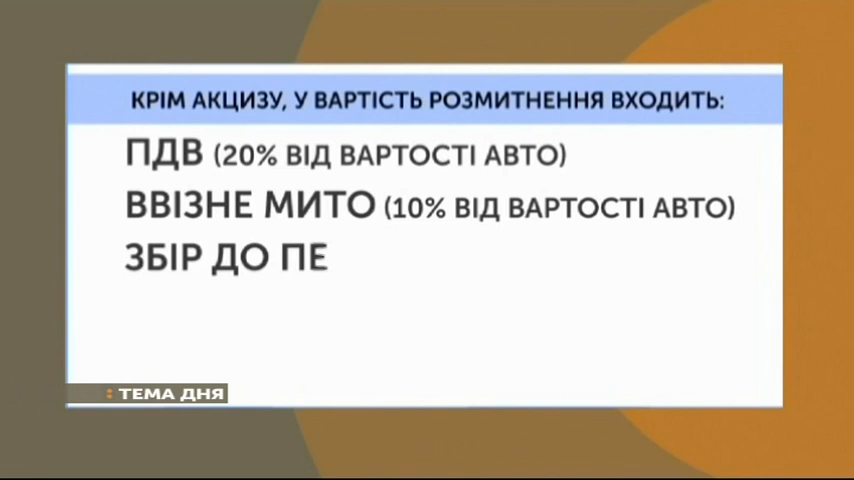 КРІМ АКЦИЗУ, У ВАРТІСТЬ РОЗМИТНЕННЯ ВХОДИТЬ:
ПДВ (20% ВІД ВАРТОСТІ АВТО)
ВВІЗНЕ МИТО (10% ВІД ВАРТОСТІ АВТО)
ЗБІР ДО ПЕ
: ТЕМА ДНЯ